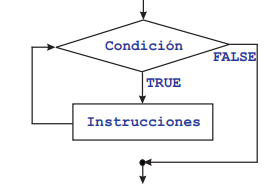 Condición
FALSE
TRUE
Instrucciones